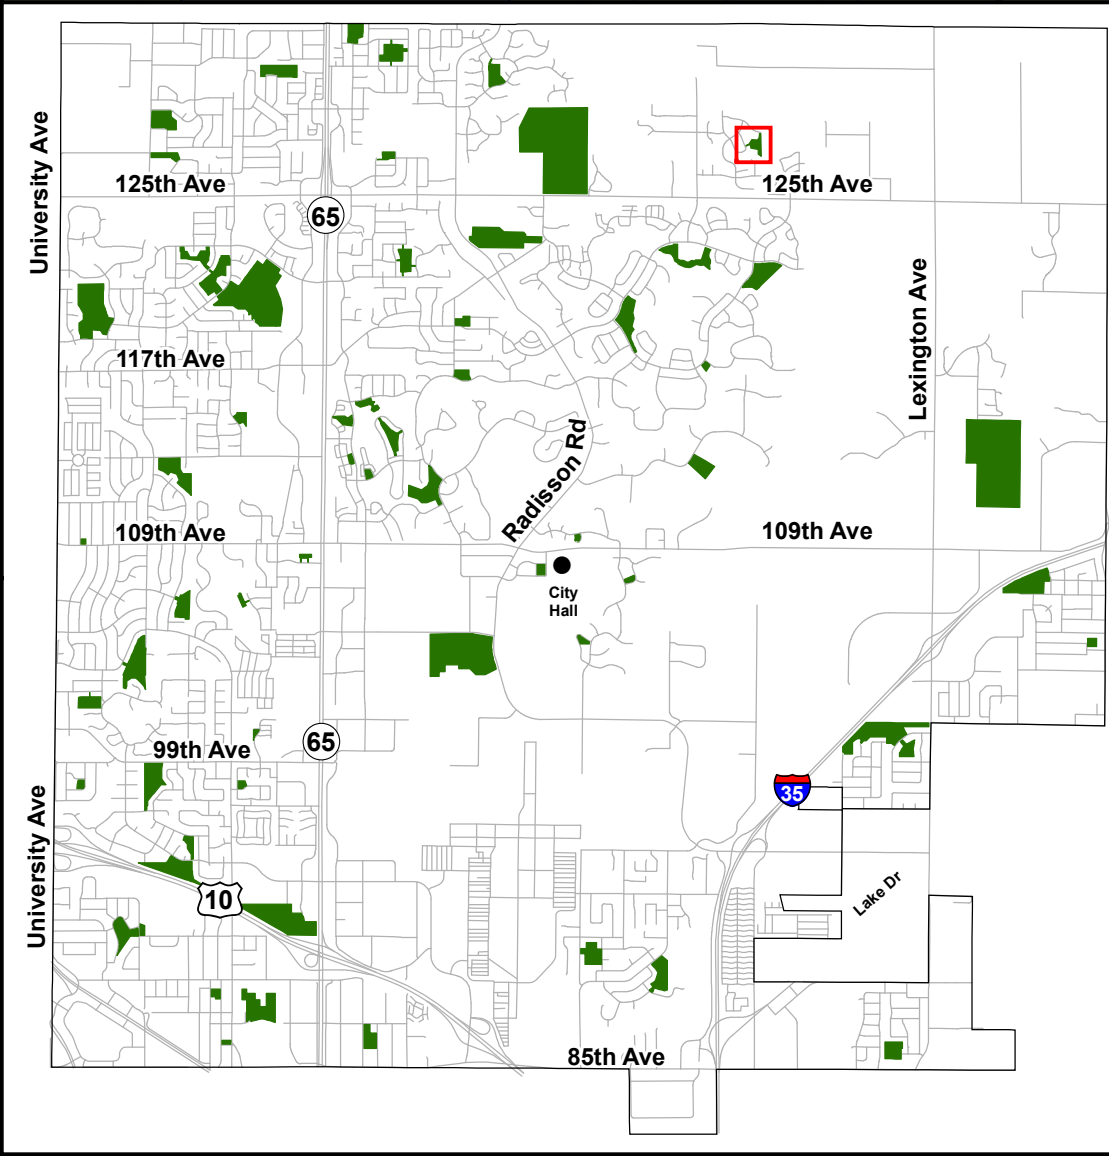 University Ave
125th Ave
125th Ave
65
Lexington Ave
117th Ave
Radisson Rd
109th Ave
109th Ave
City
Hall
99th Ave
65
35
University Ave
10
Lake Dr
85th Ave